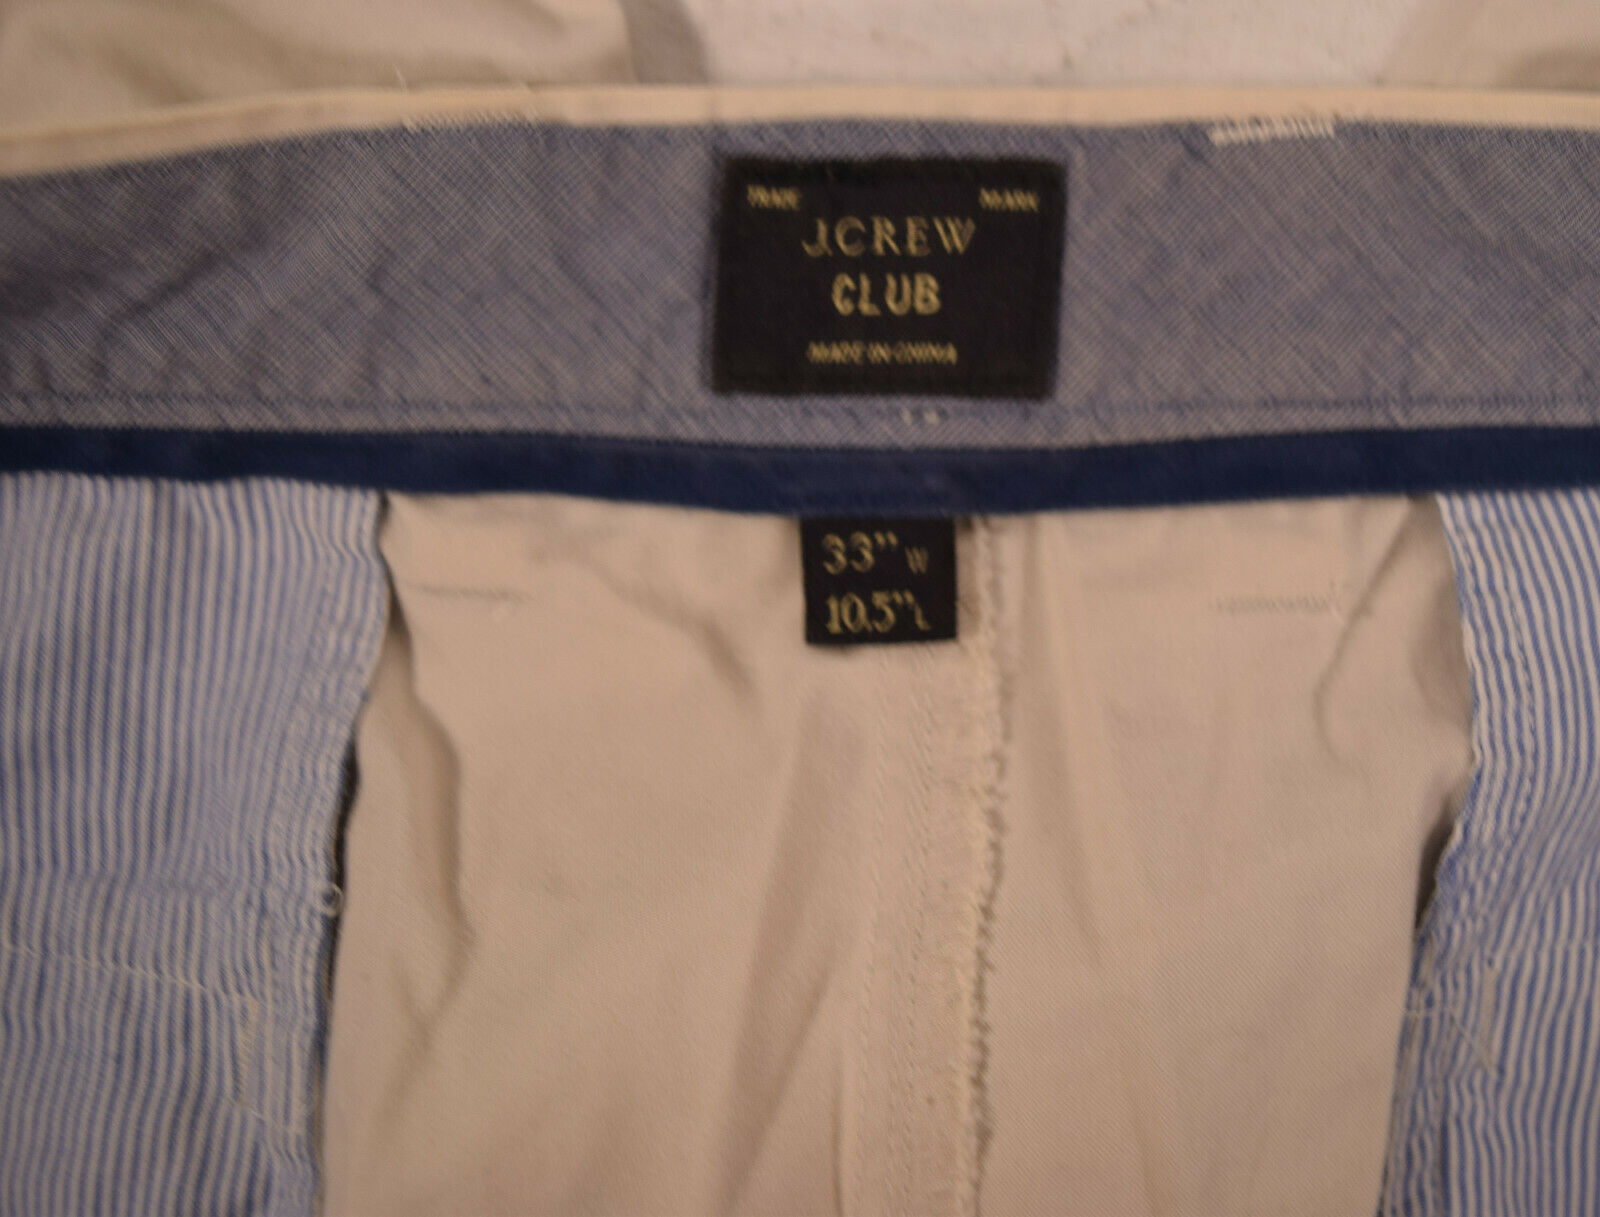 TRADE MARK
J.CREW
CLUB
MADE IN CHINA
33" W
10.5" L